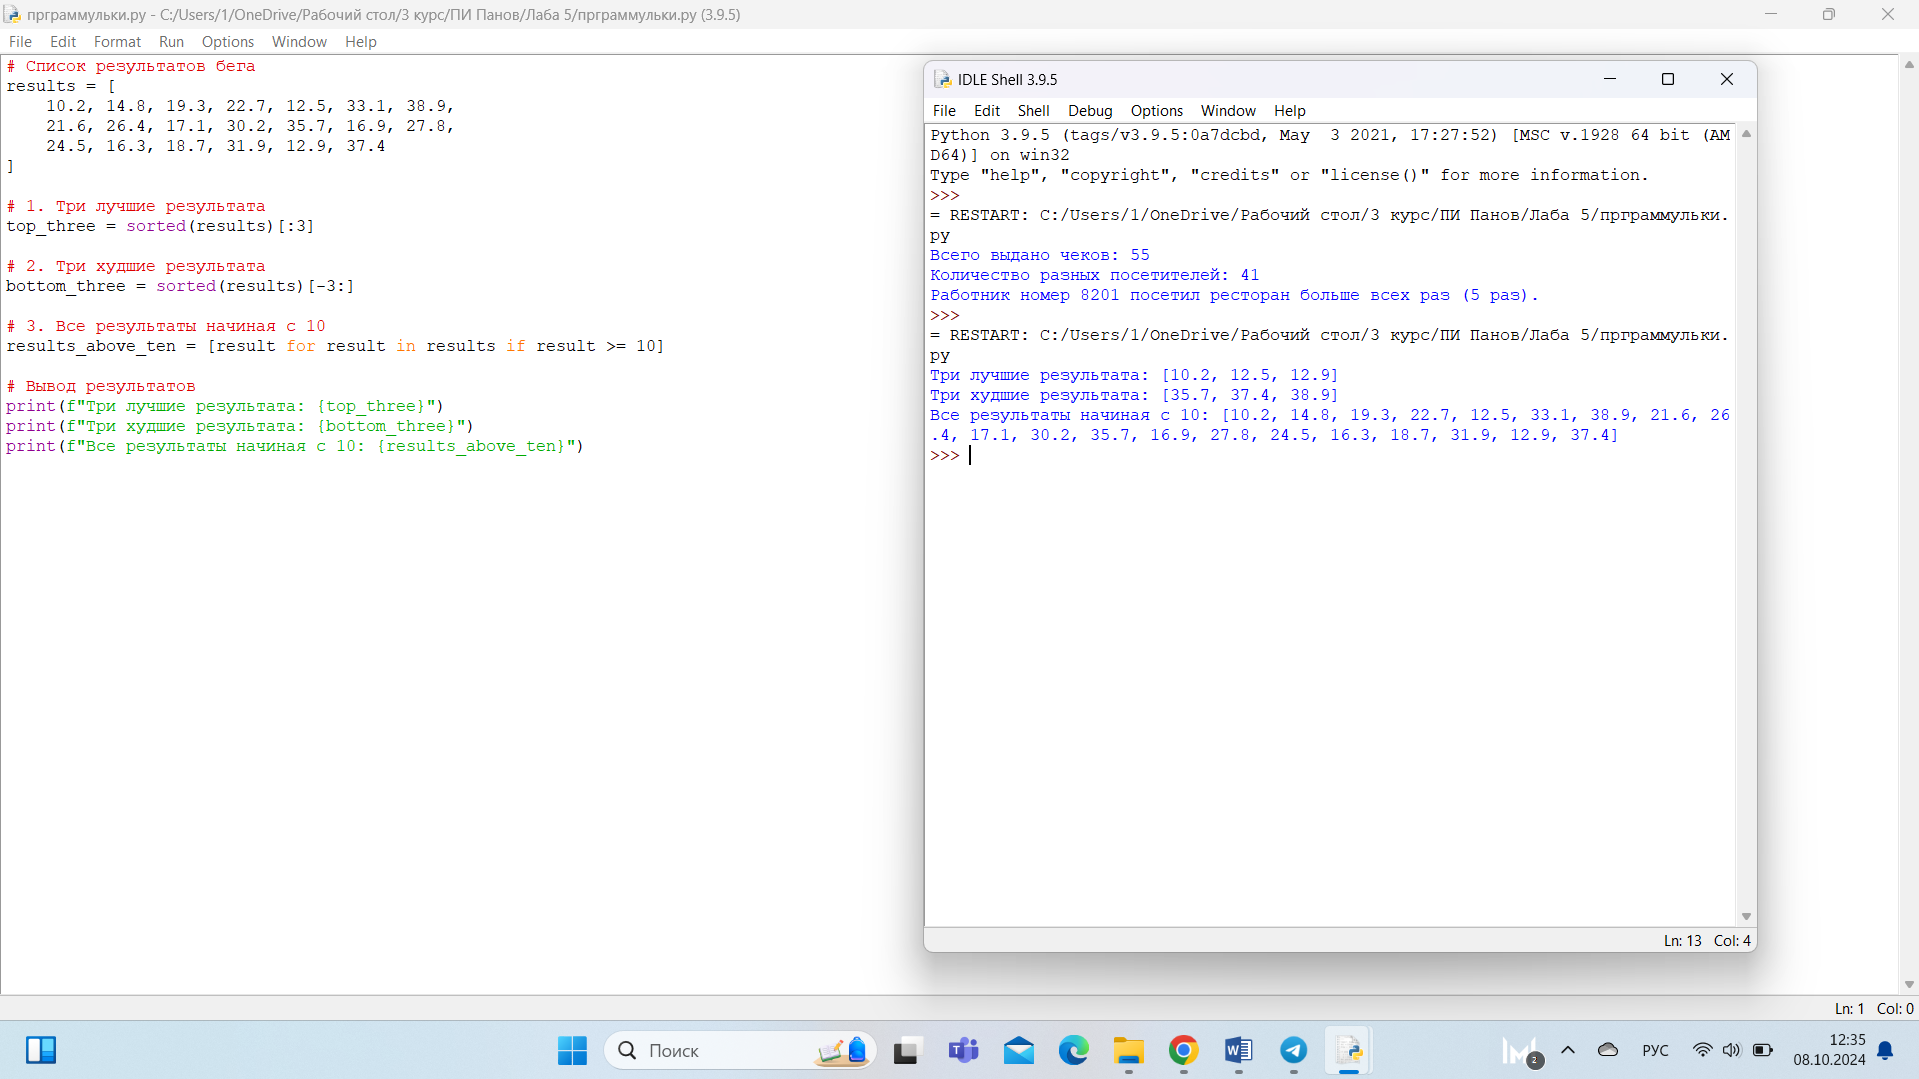 прграммульки.py - C:/Users/1/OneDrive/Рабочий стол/3 курс/ПИ Панов/Лаба 5/прграммульки.py (3.9.5)
File Edit Format Run Options Window Help
# Список результатов бега
results = [
    10.2, 14.8, 19.3, 22.7, 12.5, 33.1, 38.9,
    21.6, 26.4, 17.1, 30.2, 35.7, 16.9, 27.8,
    24.5, 16.3, 18.7, 31.9, 12.9, 37.4
]
# 1. Три лучшие результата
top_three = sorted(results)[:3]
# 2. Три худшие результата
bottom_three = sorted(results)[-3:]
# 3. Все результаты начиная с 10
results_above_ten = [result for result in results if result >= 10]
# Вывод результатов
print(f"Три лучшие результата: {top_three}")
print(f"Три худшие результата: {bottom_three}")
print(f"Все результаты начиная с 10: {results_above_ten}")
IDLE Shell 3.9.5
File Edit Shell Debug Options Window Help
Python 3.9.5 (tags/v3.9.5:0a7dcbd, May  3 2021, 17:27:52) [MSC v.1928 64 bit (AM
D64)] on win32
Type "help", "copyright", "credits" or "license()" for more information.
>>>
= RESTART: C:/Users/1/OneDrive/Рабочий стол/3 курс/ПИ Панов/Лаба 5/прграммульки.
py
Всего выдано чеков: 55
Количество разных посетителей: 41
Работник номер 8201 посетил ресторан больше всех раз (5 раз).
>>>
= RESTART: C:/Users/1/OneDrive/Рабочий стол/3 курс/ПИ Панов/Лаба 5/прграммульки.
py
Три лучшие результата: [10.2, 12.5, 12.9]
Три худшие результата: [35.7, 37.4, 38.9]
Все результаты начиная с 10: [10.2, 14.8, 19.3, 22.7, 12.5, 33.1, 38.9, 21.6, 26
.4, 17.1, 30.2, 35.7, 16.9, 27.8, 24.5, 16.3, 18.7, 31.9, 12.9, 37.4]
>>>
Ln: 13 Col: 4
Ln: 1 Col: 0
Поиск
2
РУС
12:35
08.10.2024